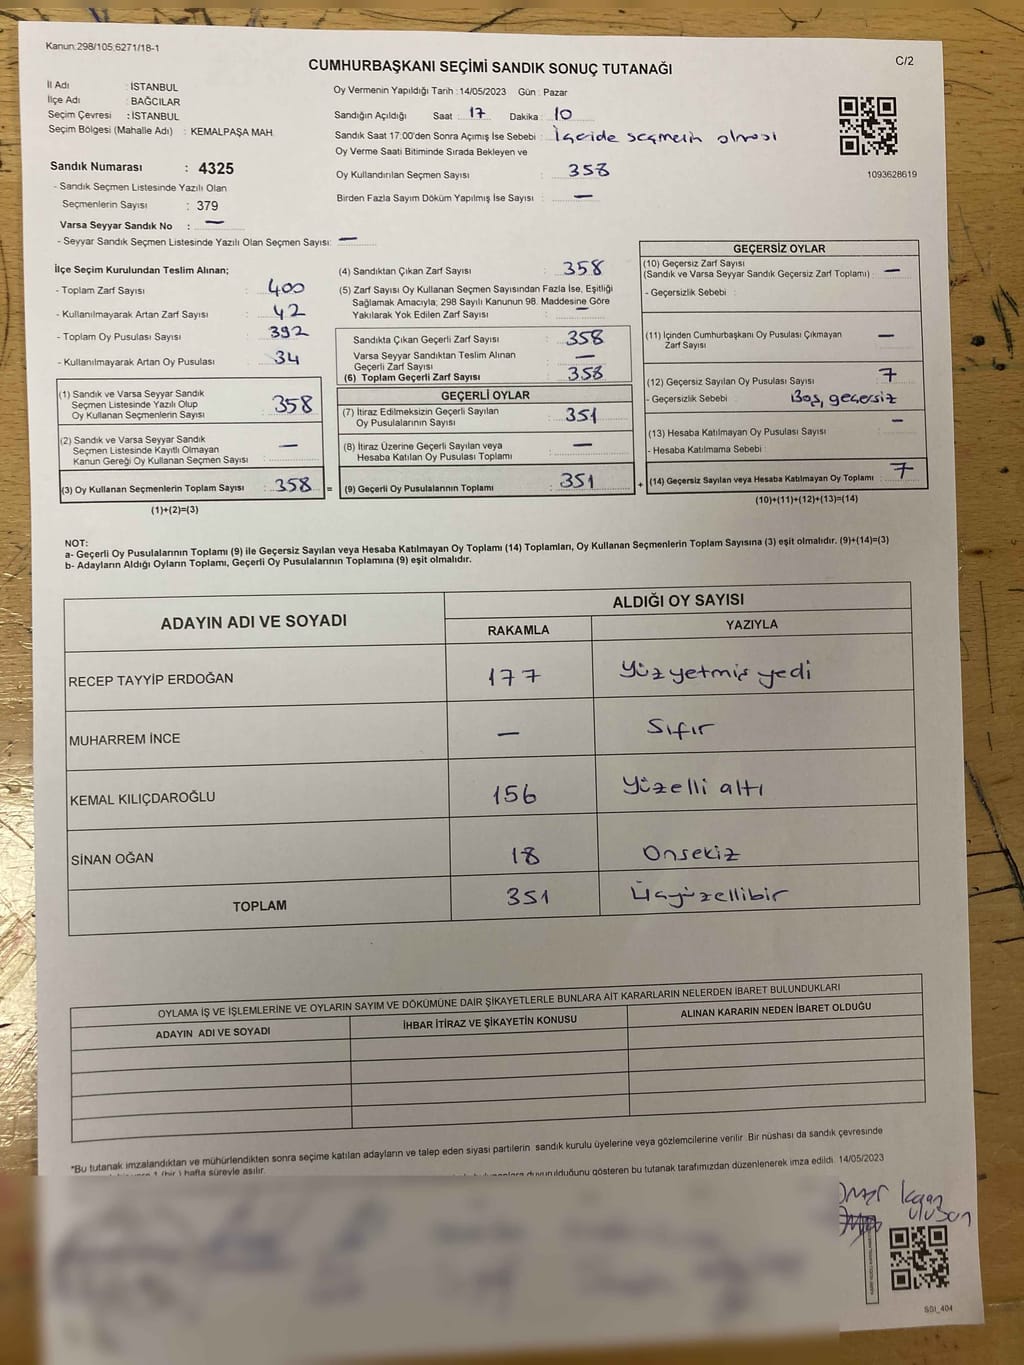 Kanun:298/105;6271/18-1
C/2
CUMHURBAŞKANI SEÇİMİ SANDIK SONUÇ TUTANAĞI
İl Adı : İSTANBUL
İlçe Adı : BAĞCILAR
Seçim Çevresi : İSTANBUL
Seçim Bölgesi (Mahalle Adı) : KEMALPAŞA MAH.
Sandık Numarası : 4325
- Sandık Seçmen Listesinde Yazılı Olan
Seçmenlerin Sayısı : 379
Varsa Seyyar Sandık No : —
- Seyyar Sandık Seçmen Listesinde Yazılı Olan Seçmen Sayısı: —
Oy Vermenin Yapıldığı Tarih :14/05/2023 Gün : Pazar
Sandığın Açıldığı Saat : 17 Dakika : 10
Sandık Saat 17:00'den Sonra Açımış İse Sebebi : İçeride seçmenin olması
Oy Verme Saati Bitiminde Sırada Bekleyen ve
Oy Kullandırılan Seçmen Sayısı : 358
Birden Fazla Sayım Döküm Yapılmış İse Sayısı : —
1093628619
İlçe Seçim Kurulundan Teslim Alınan;
- Toplam Zarf Sayısı : 400
- Kullanılmayarak Artan Zarf Sayısı : 42
- Toplam Oy Pusulası Sayısı : 392
- Kullanılmayarak Artan Oy Pusulası : 34
(1) Sandık ve Varsa Seyyar Sandık
Seçmen Listesinde Yazılı Olup
Oy Kullanan Seçmenlerin Sayısı : 358
(2) Sandık ve Varsa Seyyar Sandık
Seçmen Listesinde Kayıtlı Olmayan
Kanun Gereği Oy Kullanan Seçmen Sayısı : —
(3) Oy Kullanan Seçmenlerin Toplam Sayısı : 358
(1)+(2)=(3)
(4) Sandıktan Çıkan Zarf Sayısı : 358
(5) Zarf Sayısı Oy Kullanan Seçmen Sayısından Fazla İse, Eşitliği
Sağlamak Amacıyla; 298 Sayılı Kanunun 98. Maddesine Göre
Yakılarak Yok Edilen Zarf Sayısı : —
Sandıkta Çıkan Geçerli Zarf Sayısı : 358
Varsa Seyyar Sandıktan Teslim Alınan
Geçerli Zarf Sayısı : —
(6) Toplam Geçerli Zarf Sayısı : 358
GEÇERLİ OYLAR
(7) İtiraz Edilmeksizin Geçerli Sayılan
Oy Pusulalarının Sayısı : 351
(8) İtiraz Üzerine Geçerli Sayılan veya
Hesaba Katılan Oy Pusulası Toplamı : —
= (9) Geçerli Oy Pusulalarının Toplamı : 351
GEÇERSİZ OYLAR
(10) Geçersiz Zarf Sayısı
(Sandık ve Varsa Seyyar Sandık Geçersiz Zarf Toplamı) : —
- Geçersizlik Sebebi :
(11) İçinden Cumhurbaşkanı Oy Pusulası Çıkmayan
Zarf Sayısı : —
(12) Geçersiz Sayılan Oy Pusulası Sayısı : 7
- Geçersizlik Sebebi : Boş, geçersiz
(13) Hesaba Katılmayan Oy Pusulası Sayısı : —
- Hesaba Katılmama Sebebi :
+ (14) Geçersiz Sayılan veya Hesaba Katılmayan Oy Toplamı : 7
(10)+(11)+(12)+(13)=(14)
NOT:
a- Geçerli Oy Pusulalarının Toplamı (9) ile Geçersiz Sayılan veya Hesaba Katılmayan Oy Toplamı (14) Toplamları, Oy Kullanan Seçmenlerin Toplam Sayısına (3) eşit olmalıdır. (9)+(14)=(3)
b- Adayların Aldığı Oyların Toplamı, Geçerli Oy Pusulalarının Toplamına (9) eşit olmalıdır.
ADAYIN ADI VE SOYADI
ALDIĞI OY SAYISI
RAKAMLA YAZIYLA
RECEP TAYYİP ERDOĞAN 177 Yüz yetmiş yedi
MUHARREM İNCE — Sıfır
KEMAL KILIÇDAROĞLU 156 Yüzelli altı
SİNAN OĞAN 18 Onsekiz
TOPLAM 351 Üçyüzellibir
OYLAMA İŞ VE İŞLEMLERİNE VE OYLARIN SAYIM VE DÖKÜMÜNE DAİR ŞİKAYETLERLE BUNLARA AİT KARARLARIN NELERDEN İBARET BULUNDUKLARI
ADAYIN ADI VE SOYADI İHBAR İTİRAZ VE ŞİKAYETİN KONUSU ALINAN KARARIN NEDEN İBARET OLDUĞU
*Bu tutanak imzalandıktan ve mühürlendikten sonra seçime katılan adayların ve talep eden siyasi partilerin sandık kurulu üyelerine veya gözlemcilerine verilir. Bir nüshası da sandık çevresinde
1 (bir) hafta süreyle asılır.
duyurulduğunu gösteren bu tutanak tarafımızdan düzenlenerek imza edildi. 14/05/2023
SGI_404